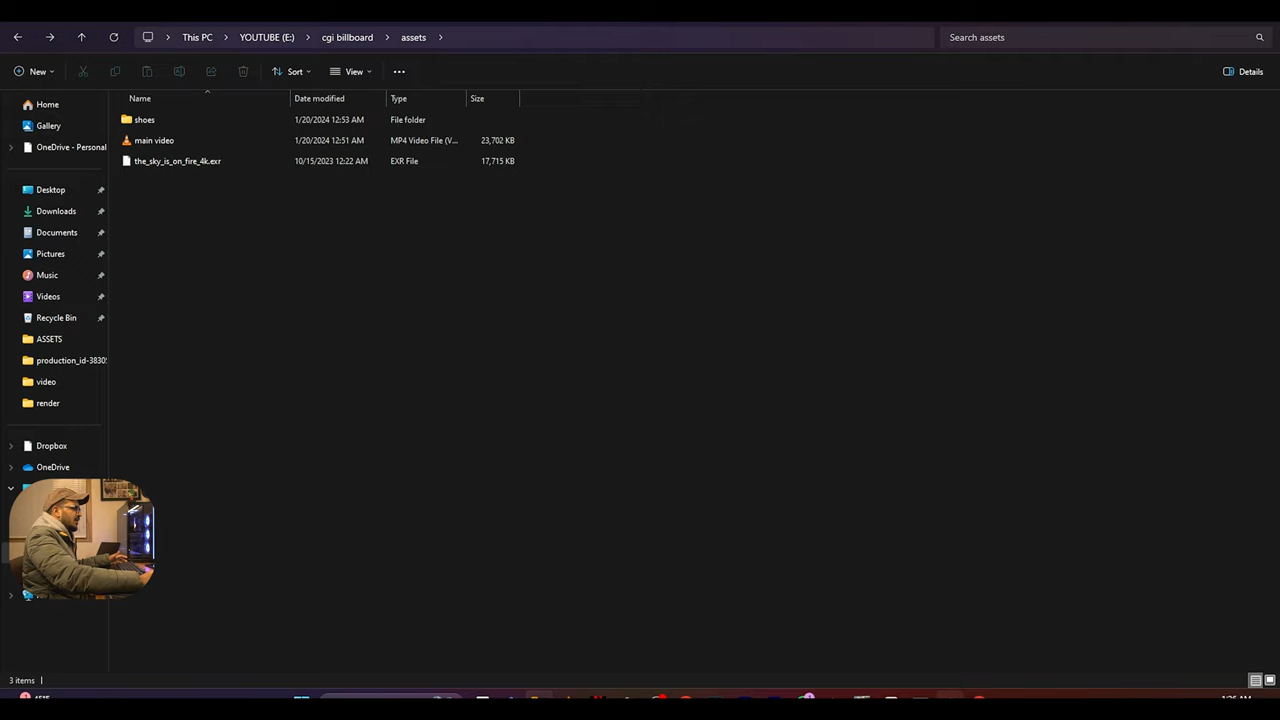 This PC
YOUTUBE (E:)
cgi billboard
assets
Search assets
New
Sort
View
Details
Name
Date modified
Type
Size
shoes
1/20/2024 12:53 AM
File folder
main video
1/20/2024 12:51 AM
MP4 Video File (V...
23,702 KB
the_sky_is_on_fire_4k.exr
10/15/2023 12:22 AM
EXR File
17,715 KB
Home
Gallery
OneDrive - Personal
Desktop
Downloads
Documents
Pictures
Music
Videos
Recycle Bin
ASSETS
production_id-3830
video
render
Dropbox
OneDrive
3 items